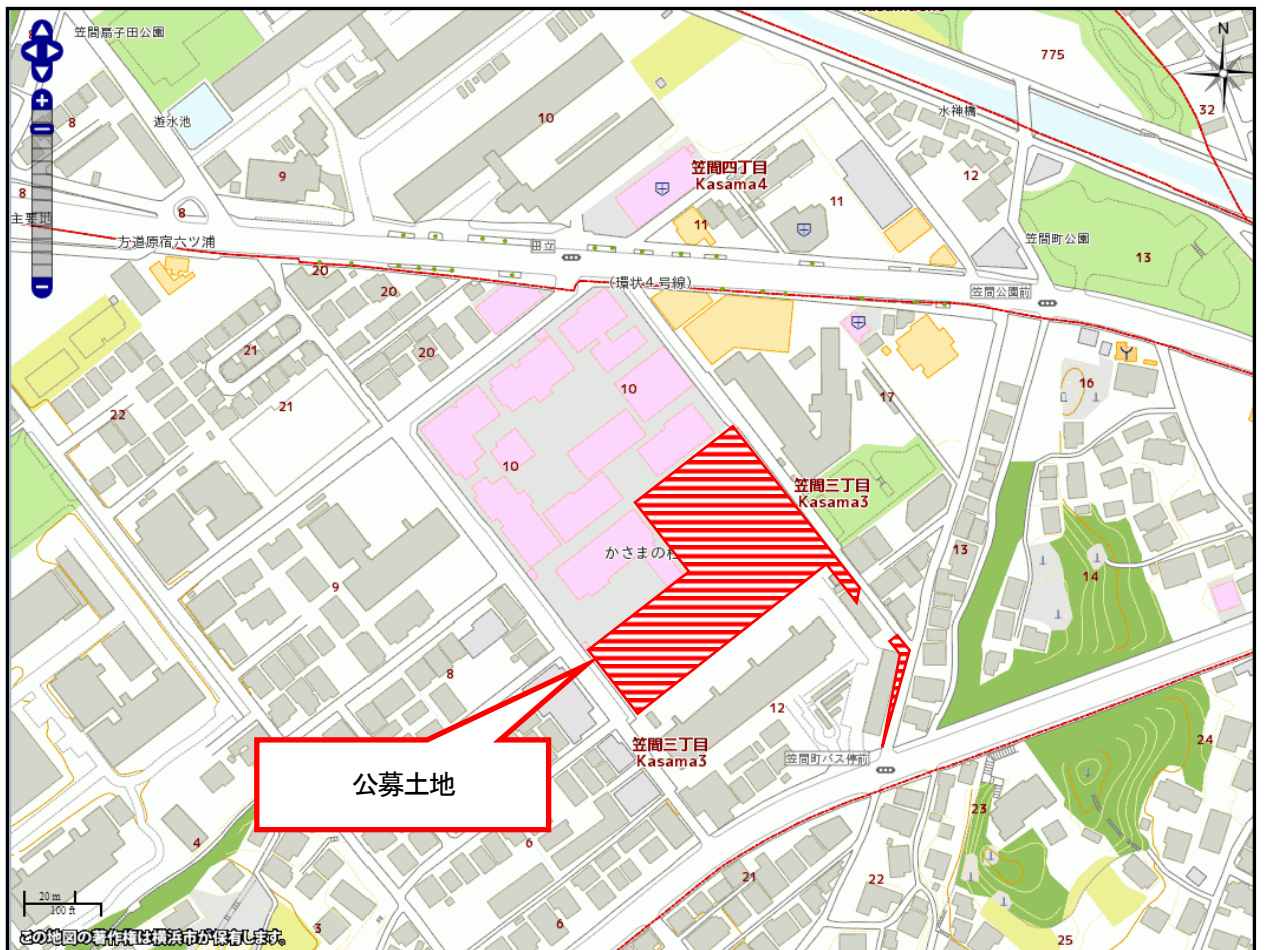 笠間扇子田公園
775
N
32
8
遊水池
10
水神橋
笠間四丁目
Kasama4
9
12
8
8
11
11
主要地
方道原宿六ツ浦
田立
笠間町公園
13
20
(環状4号線)
20
笠間公園前
21
20
16
10
17
22
21
10
笠間三丁目
Kasama3
かさまの杜
13
14
9
8
12
笠間三丁目
Kasama3
24
笠間町バス停前
公募土地
23
4
6
21
22
20 m
100 ft
3
6
25
この地図の著作権は横浜市が保有します。